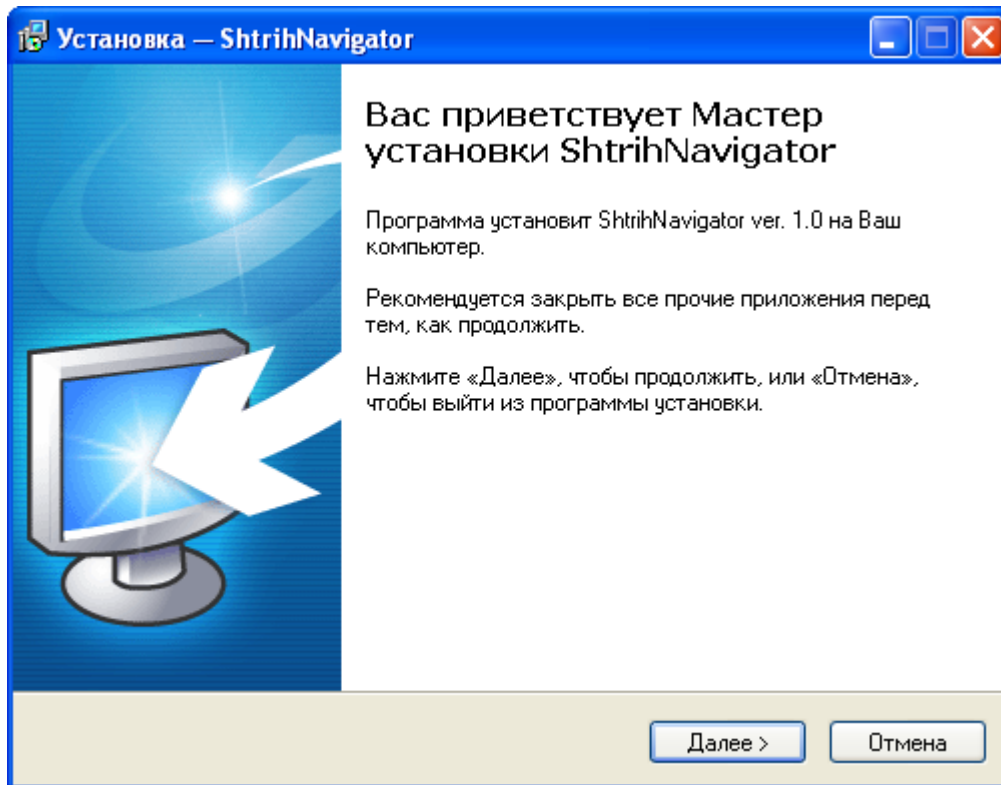 Установка — ShtrihNavigator
Вас приветствует Мастер
установки ShtrihNavigator
Программа установит ShtrihNavigator ver. 1.0 на Ваш
компьютер.
Рекомендуется закрыть все прочие приложения перед
тем, как продолжить.
Нажмите «Далее», чтобы продолжить, или «Отмена»,
чтобы выйти из программы установки.
Далее >
Отмена